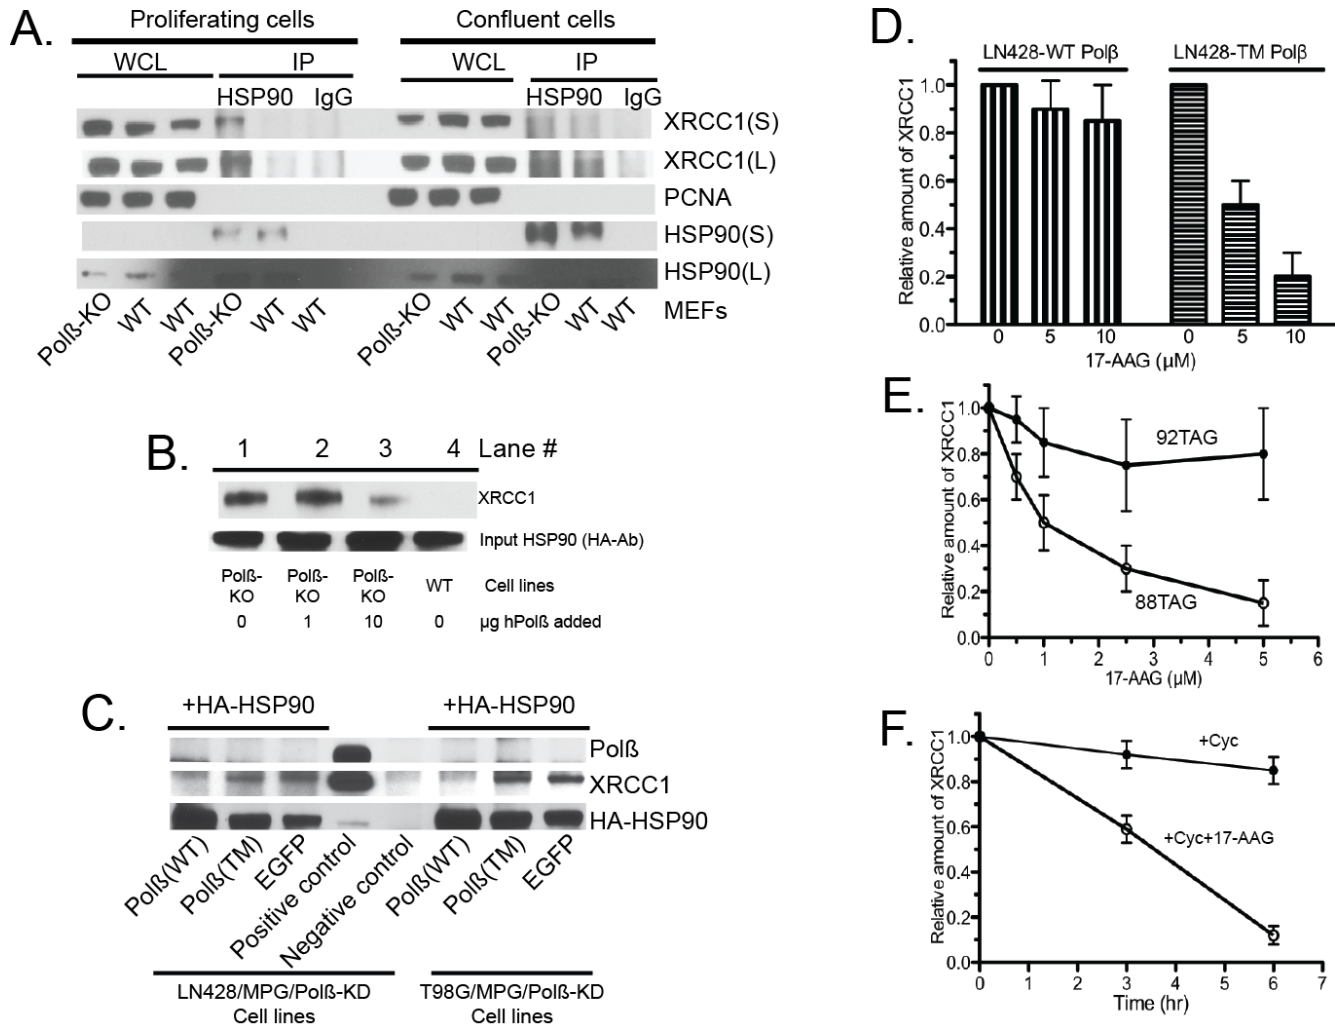 A.
Proliferating cells
Confluent cells
WCL
IP
WCL
IP
HSP90 IgG
HSP90 IgG
XRCC1(S)
XRCC1(L)
PCNA
HSP90(S)
HSP90(L)
Polß-KO WT WT Polß-KO WT WT Polß-KO WT WT Polß-KO WT WT MEFs
B.
1 2 3 4 Lane #
XRCC1
Input HSP90 (HA-Ab)
Polß-KO Polß-KO Polß-KO WT Cell lines
0 1 10 0 µg hPolß added
C.
+HA-HSP90
+HA-HSP90
Polß
XRCC1
HA-HSP90
Polß(WT) Polß(TM) EGFP Positive control Negative control Polß(WT) Polß(TM) EGFP
LN428/MPG/Polß-KD
Cell lines
T98G/MPG/Polß-KD
Cell lines
D.
LN428-WT Polβ
LN428-TM Polβ
Relative amount of XRCC1
1.0
0.8
0.6
0.4
0.2
0.0
0 5 10 0 5 10
17-AAG (µM)
E.
Relative amount of XRCC1
1.0
0.8
0.6
0.4
0.2
0.0
92TAG
88TAG
0 1 2 3 4 5 6
17-AAG (µM)
F.
Relative amount of XRCC1
1.0
0.8
0.6
0.4
0.2
0.0
+Cyc
+Cyc+17-AAG
0 1 2 3 4 5 6 7
Time (hr)